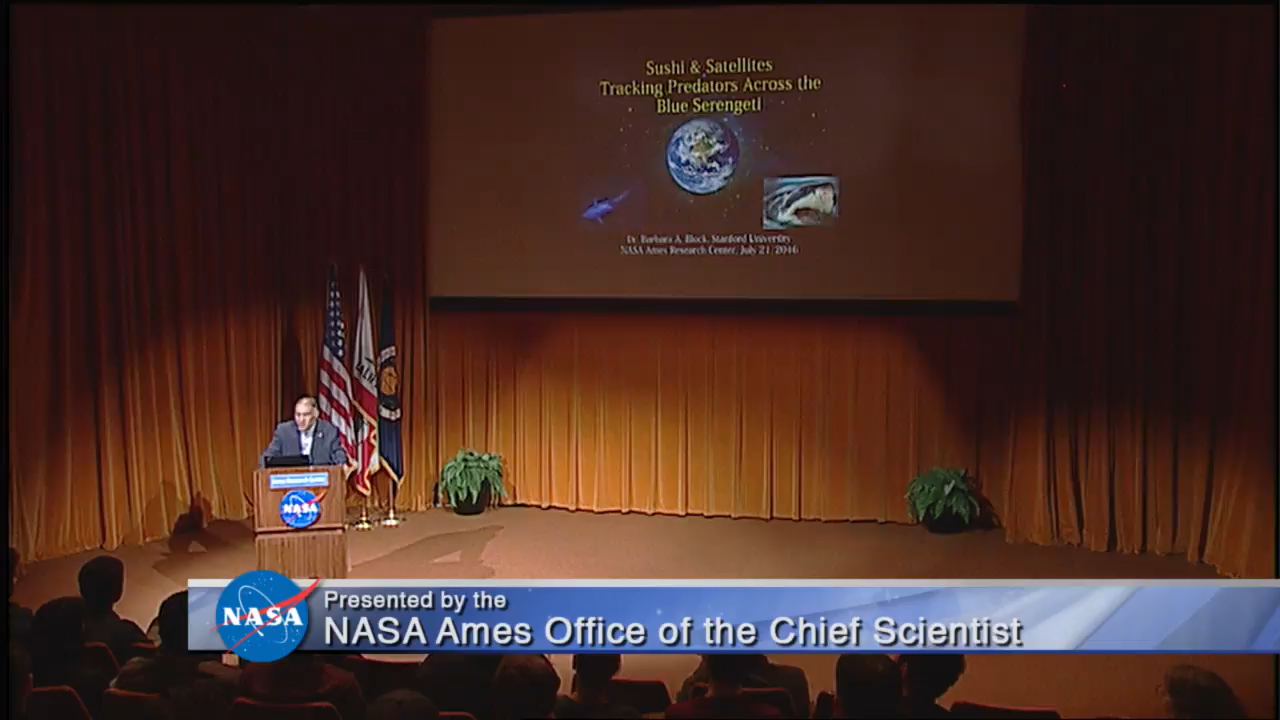 Sushi & Satellites
Tracking Predators Across the
Blue Serengeti
Dr. Barbara A. Block, Stanford University
NASA Ames Research Center, July 21, 2016
NASA
NASA
Presented by the
NASA Ames Office of the Chief Scientist